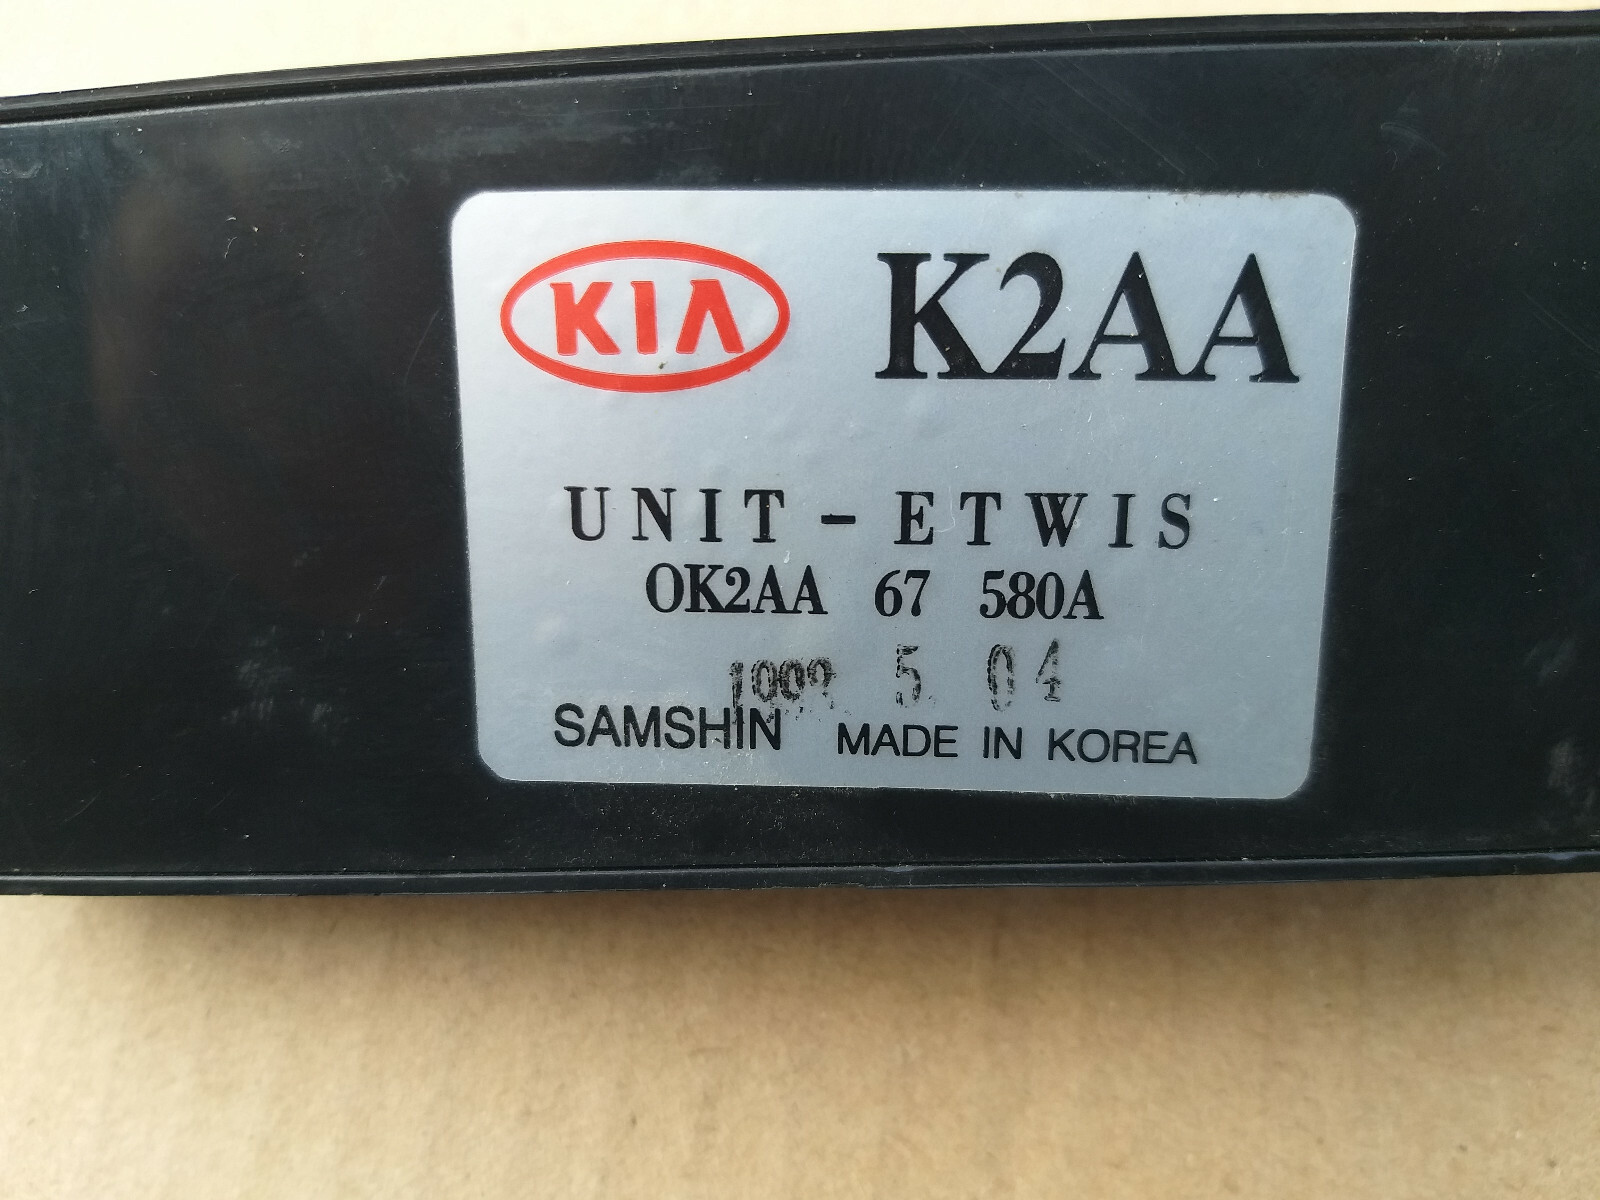 KIA K2AA
UNIT - ETWIS
OK2AA 67 580A
5 04
SAMSHIN MADE IN KOREA